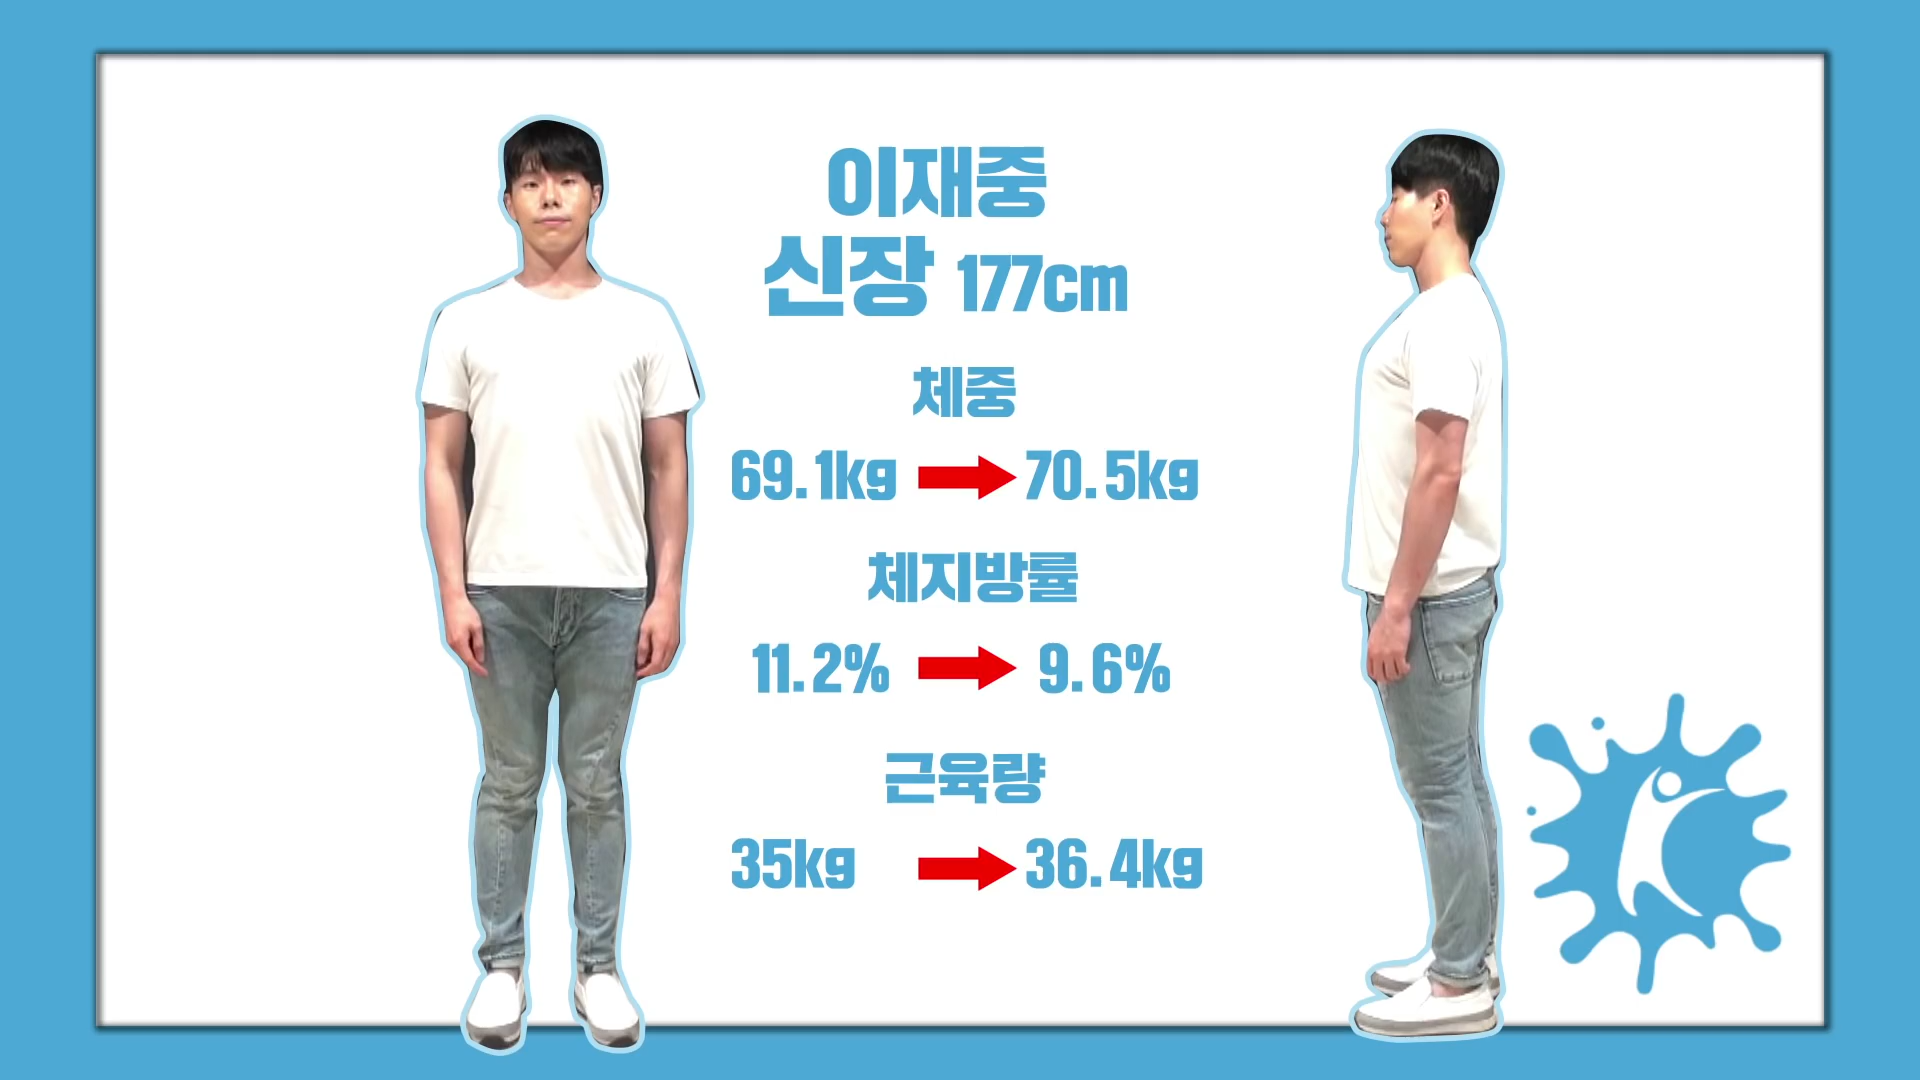 이재중
신장 177cm
체중
69.1kg 70.5kg
체지방률
11.2% 9.6%
근육량
35kg 36.4kg